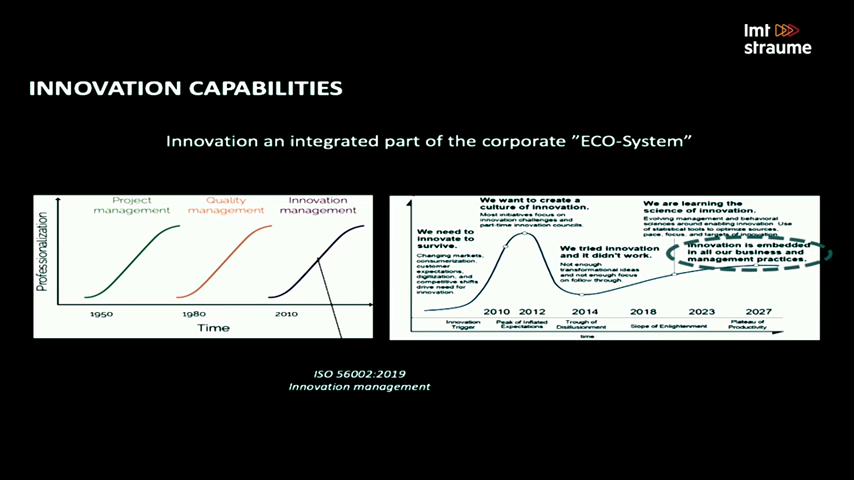 lmt
straume
INNOVATION CAPABILITIES
Innovation an integrated part of the corporate ”ECO-System”
Professionalization
Project
management
Quality
management
Innovation
management
1950
1980
2010
Time
We need to
innovate to
survive.
Changing markets,
consumerization,
customer
expectations,
digitization, and
competitive shifts
drive need for
innovation.
We want to create a
culture of innovation.
Most initiatives focus on
innovation challenges and
part-time innovation councils.
We tried innovation
and it didn't work.
Not enough
transformational ideas
and not enough focus
on follow through.
We are learning the
science of innovation.
Evolving management and behavioral
sciences around enabling innovation. Use
of statistical tools to optimize sources,
pace, focus, and targets of innovation.
Innovation is embedded
in all our business and
management practices.
2010 2012 2014 2018 2023 2027
Innovation
Trigger
Peak of Inflated
Expectations
Trough of
Disillusionment
Slope of Enlightenment
Plateau of
Productivity
time
ISO 56002:2019
Innovation management